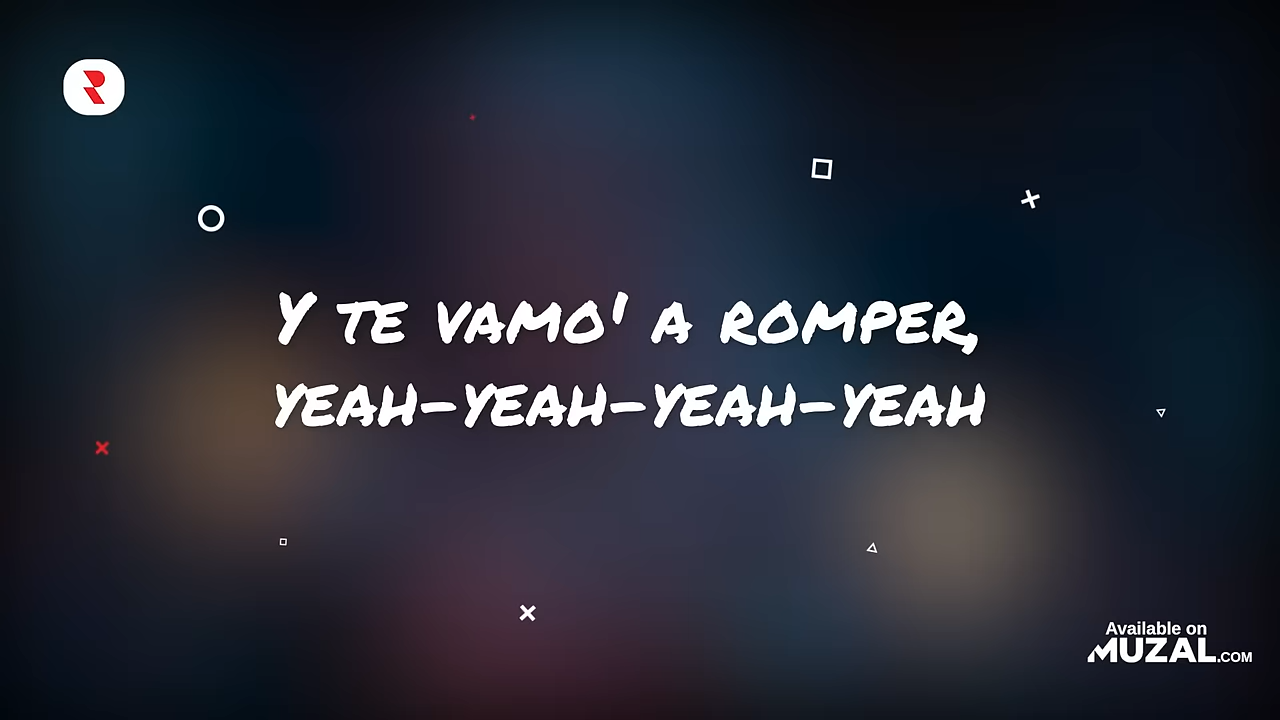 Y TE VAMO' A ROMPER,
YEAH-YEAH-YEAH-YEAH
Available on
MUZAL.COM